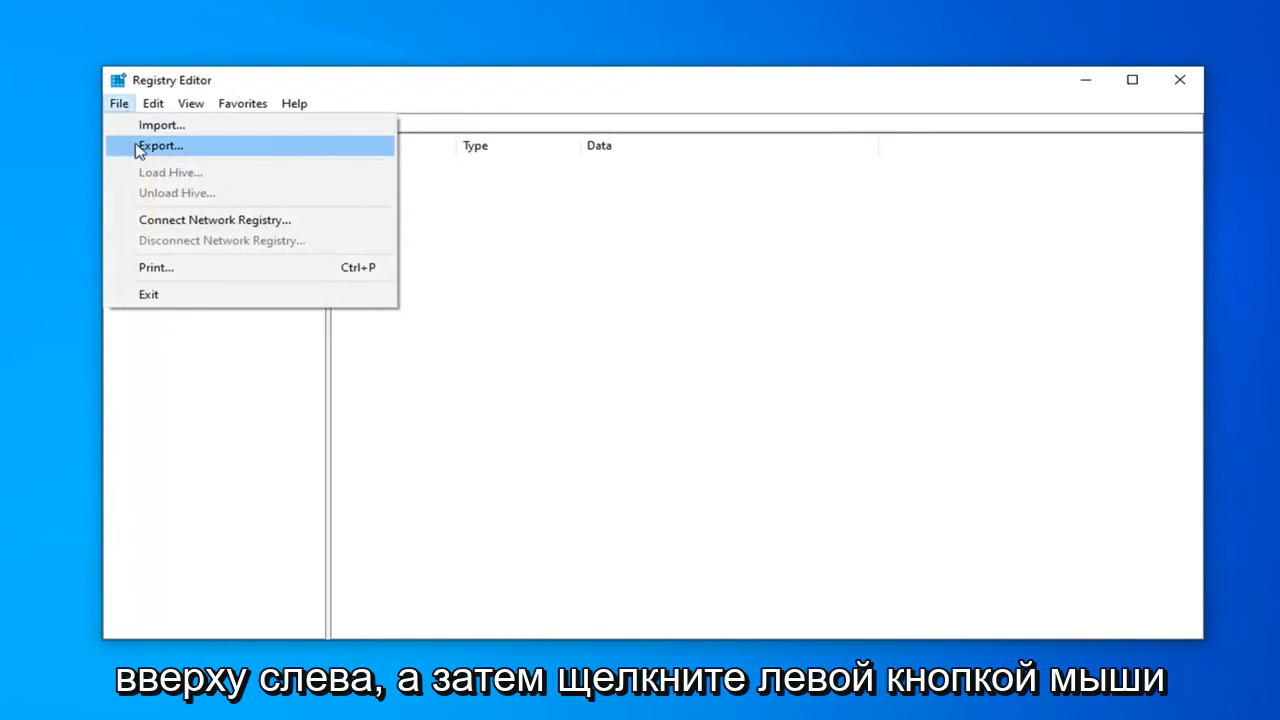 Registry Editor
File Edit View Favorites Help
Import...
Export...
Type Data
Load Hive...
Unload Hive...
Connect Network Registry...
Disconnect Network Registry...
Print... Ctrl+P
Exit
вверху слева, а затем щелкните левой кнопкой мыши